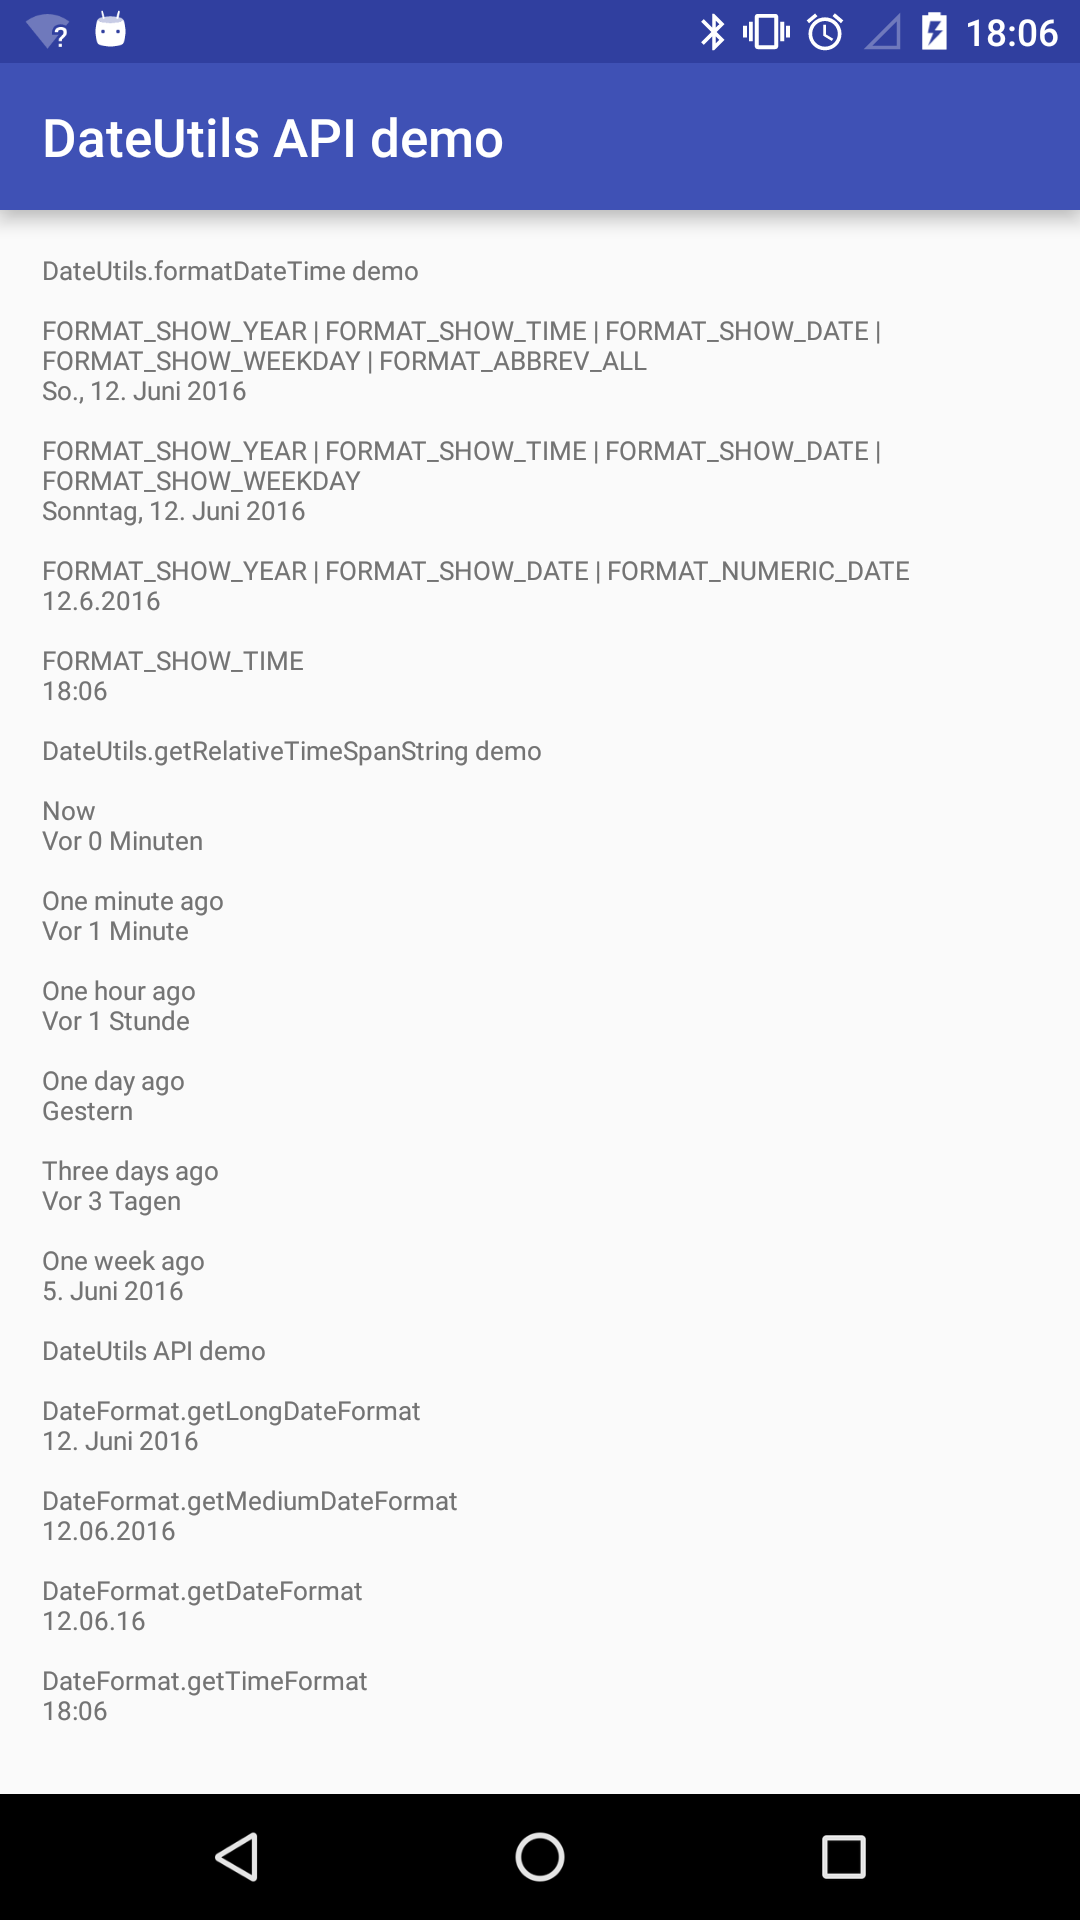 18:06
DateUtils API demo
DateUtils.formatDateTime demo
FORMAT_SHOW_YEAR | FORMAT_SHOW_TIME | FORMAT_SHOW_DATE |
FORMAT_SHOW_WEEKDAY | FORMAT_ABBREV_ALL
So., 12. Juni 2016
FORMAT_SHOW_YEAR | FORMAT_SHOW_TIME | FORMAT_SHOW_DATE |
FORMAT_SHOW_WEEKDAY
Sonntag, 12. Juni 2016
FORMAT_SHOW_YEAR | FORMAT_SHOW_DATE | FORMAT_NUMERIC_DATE
12.6.2016
FORMAT_SHOW_TIME
18:06
DateUtils.getRelativeTimeSpanString demo
Now
Vor 0 Minuten
One minute ago
Vor 1 Minute
One hour ago
Vor 1 Stunde
One day ago
Gestern
Three days ago
Vor 3 Tagen
One week ago
5. Juni 2016
DateUtils API demo
DateFormat.getLongDateFormat
12. Juni 2016
DateFormat.getMediumDateFormat
12.06.2016
DateFormat.getDateFormat
12.06.16
DateFormat.getTimeFormat
18:06